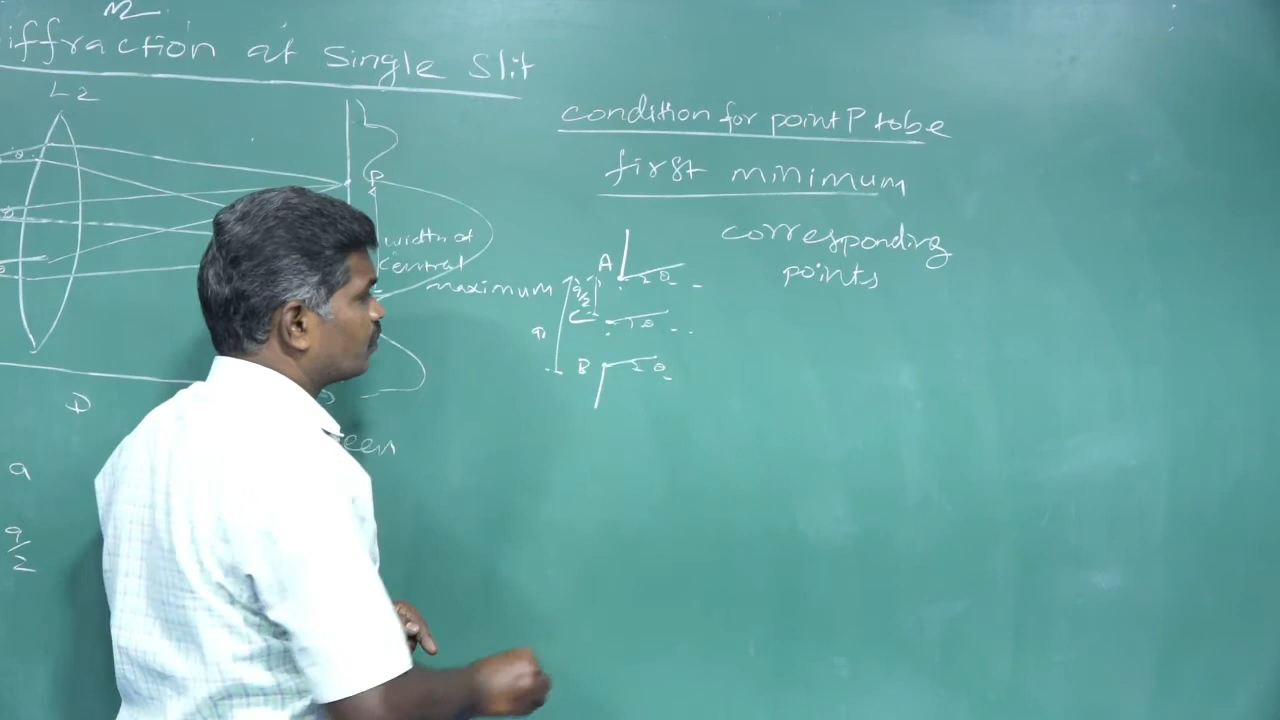 iffraction at Single Slit
L2
P
width of
central
maximum
D
een
a
a/2
condition for point P to be
first minimum
corresponding
points
A
θ
a/2
C
θ
a
B
θ